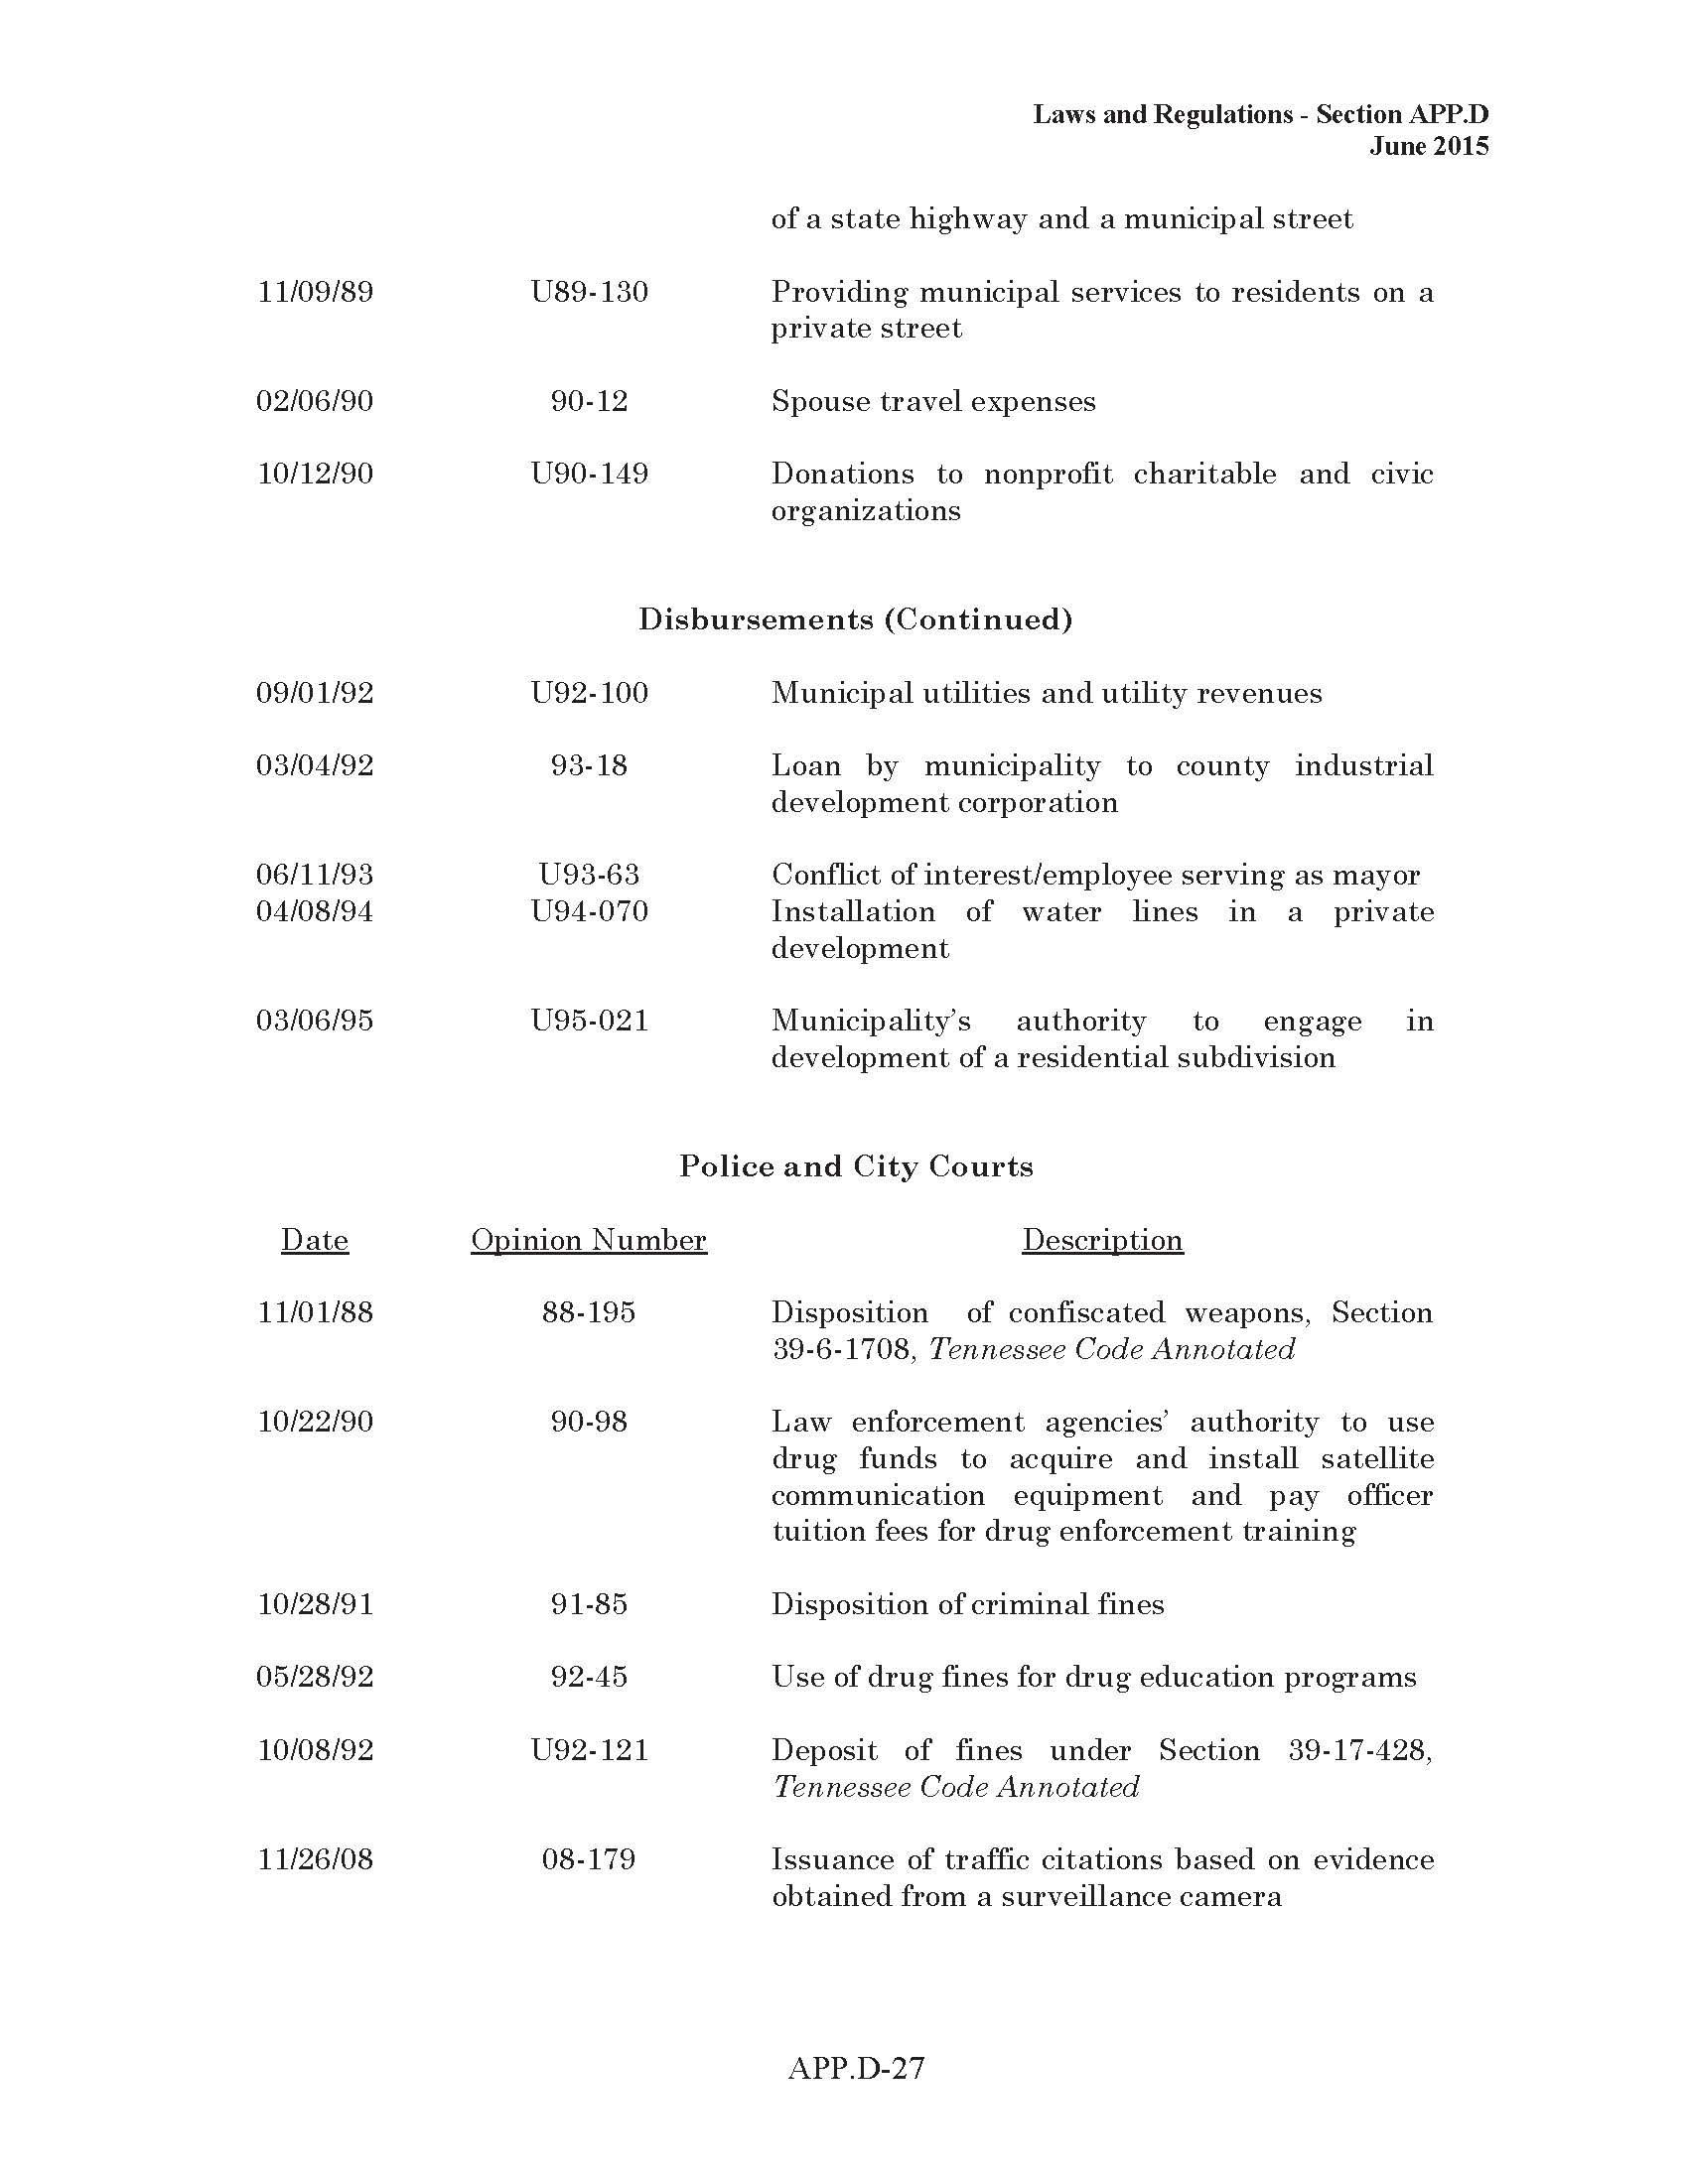 Laws and Regulations - Section APP.D
June 2015
of a state highway and a municipal street
11/09/89 U89-130 Providing municipal services to residents on a
private street
02/06/90 90-12 Spouse travel expenses
10/12/90 U90-149 Donations to nonprofit charitable and civic
organizations
Disbursements (Continued)
09/01/92 U92-100 Municipal utilities and utility revenues
03/04/92 93-18 Loan by municipality to county industrial
development corporation
06/11/93 U93-63 Conflict of interest/employee serving as mayor
04/08/94 U94-070 Installation of water lines in a private
development
03/06/95 U95-021 Municipality's authority to engage in
development of a residential subdivision
Police and City Courts
Date Opinion Number Description
11/01/88 88-195 Disposition of confiscated weapons, Section
39-6-1708, Tennessee Code Annotated
10/22/90 90-98 Law enforcement agencies' authority to use
drug funds to acquire and install satellite
communication equipment and pay officer
tuition fees for drug enforcement training
10/28/91 91-85 Disposition of criminal fines
05/28/92 92-45 Use of drug fines for drug education programs
10/08/92 U92-121 Deposit of fines under Section 39-17-428,
Tennessee Code Annotated
11/26/08 08-179 Issuance of traffic citations based on evidence
obtained from a surveillance camera
APP.D-27